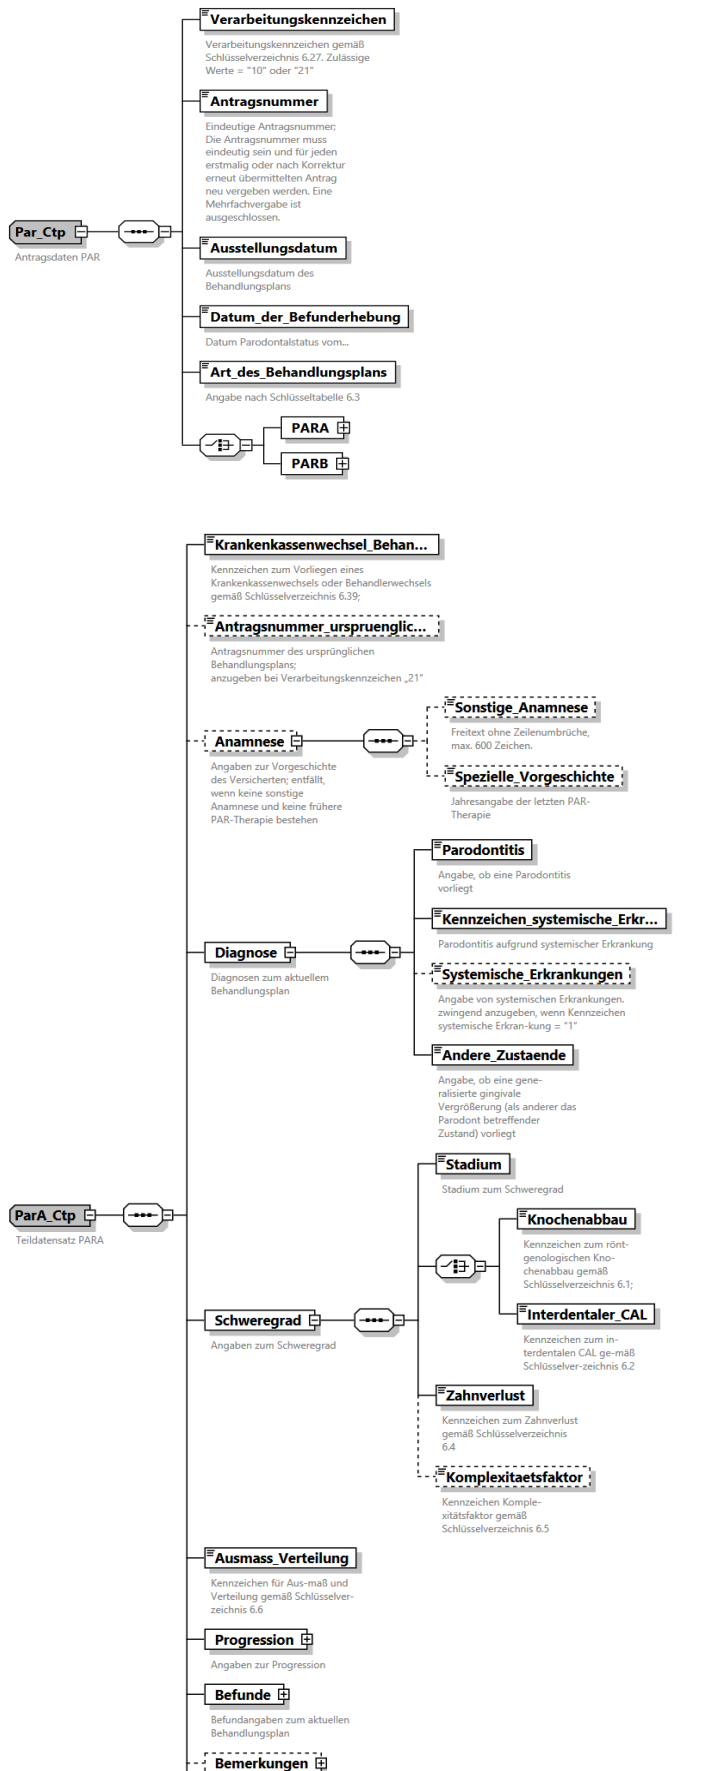 Verarbeitungskennzeichen
Verarbeitungskennzeichen gemäß
Schlüsselverzeichnis 6.27. Zulässige
Werte = "10" oder "21"
Antragsnummer
Eindeutige Antragsnummer;
Die Antragsnummer muss
eindeutig sein und für jeden
erstmalig oder nach Korrektur
erneut übermittelten Antrag
neu vergeben werden. Eine
Mehrfachvergabe ist
ausgeschlossen.
Par_Ctp
Antragsdaten PAR
Ausstellungsdatum
Ausstellungsdatum des
Behandlungsplans
Datum_der_Befunderhebung
Datum Parodontalstatus vom...
Art_des_Behandlungsplans
Angabe nach Schlüsseltabelle 6.3
PARA
PARB
Krankenkassenwechsel_Behan...
Kennzeichen zum Vorliegen eines
Krankenkassenwechsels oder Behandlerwechsels
gemäß Schlüsselverzeichnis 6.39;
Antragsnummer_urspruenglic...
Antragsnummer des ursprünglichen
Behandlungsplans;
anzugeben bei Verarbeitungskennzeichen „21"
Anamnese
Angaben zur Vorgeschichte
des Versicherten; entfällt,
wenn keine sonstige
Anamnese und keine frühere
PAR-Therapie bestehen
Sonstige_Anamnese
Freitext ohne Zeilenumbrüche,
max. 600 Zeichen.
Spezielle_Vorgeschichte
Jahresangabe der letzten PAR-
Therapie
Diagnose
Diagnosen zum aktuellem
Behandlungsplan
Parodontitis
Angabe, ob eine Parodontitis
vorliegt
Kennzeichen_systemische_Erkr...
Parodontitis aufgrund systemischer Erkrankung
Systemische_Erkrankungen
Angabe von systemischen Erkrankungen.
zwingend anzugeben, wenn Kennzeichen
systemische Erkran-kung = "1"
Andere_Zustaende
Angabe, ob eine gene-
ralisierte gingivale
Vergrößerung (als anderer das
Parodont betreffender
Zustand) vorliegt
ParA_Ctp
Teildatensatz PARA
Schweregrad
Angaben zum Schweregrad
Stadium
Stadium zum Schweregrad
Knochenabbau
Kennzeichen zum rönt-
genologischen Kno-
chenabbau gemäß
Schlüsselverzeichnis 6.1;
Interdentaler_CAL
Kennzeichen zum in-
terdentalen CAL ge-mäß
Schlüssel-ver-zeichnis 6.2
Zahnverlust
Kennzeichen zum Zahnverlust
gemäß Schlüsselverzeichnis
6.4
Komplexitaetsfaktor
Kennzeichen Komple-
xitätsfaktor gemäß
Schlüsselverzeichnis 6.5
Ausmass_Verteilung
Kennzeichen für Aus-maß und
Verteilung gemäß Schlüsselver-
zeichnis 6.6
Progression
Angaben zur Progression
Befunde
Befundangaben zum aktuellen
Behandlungsplan
Bemerkungen